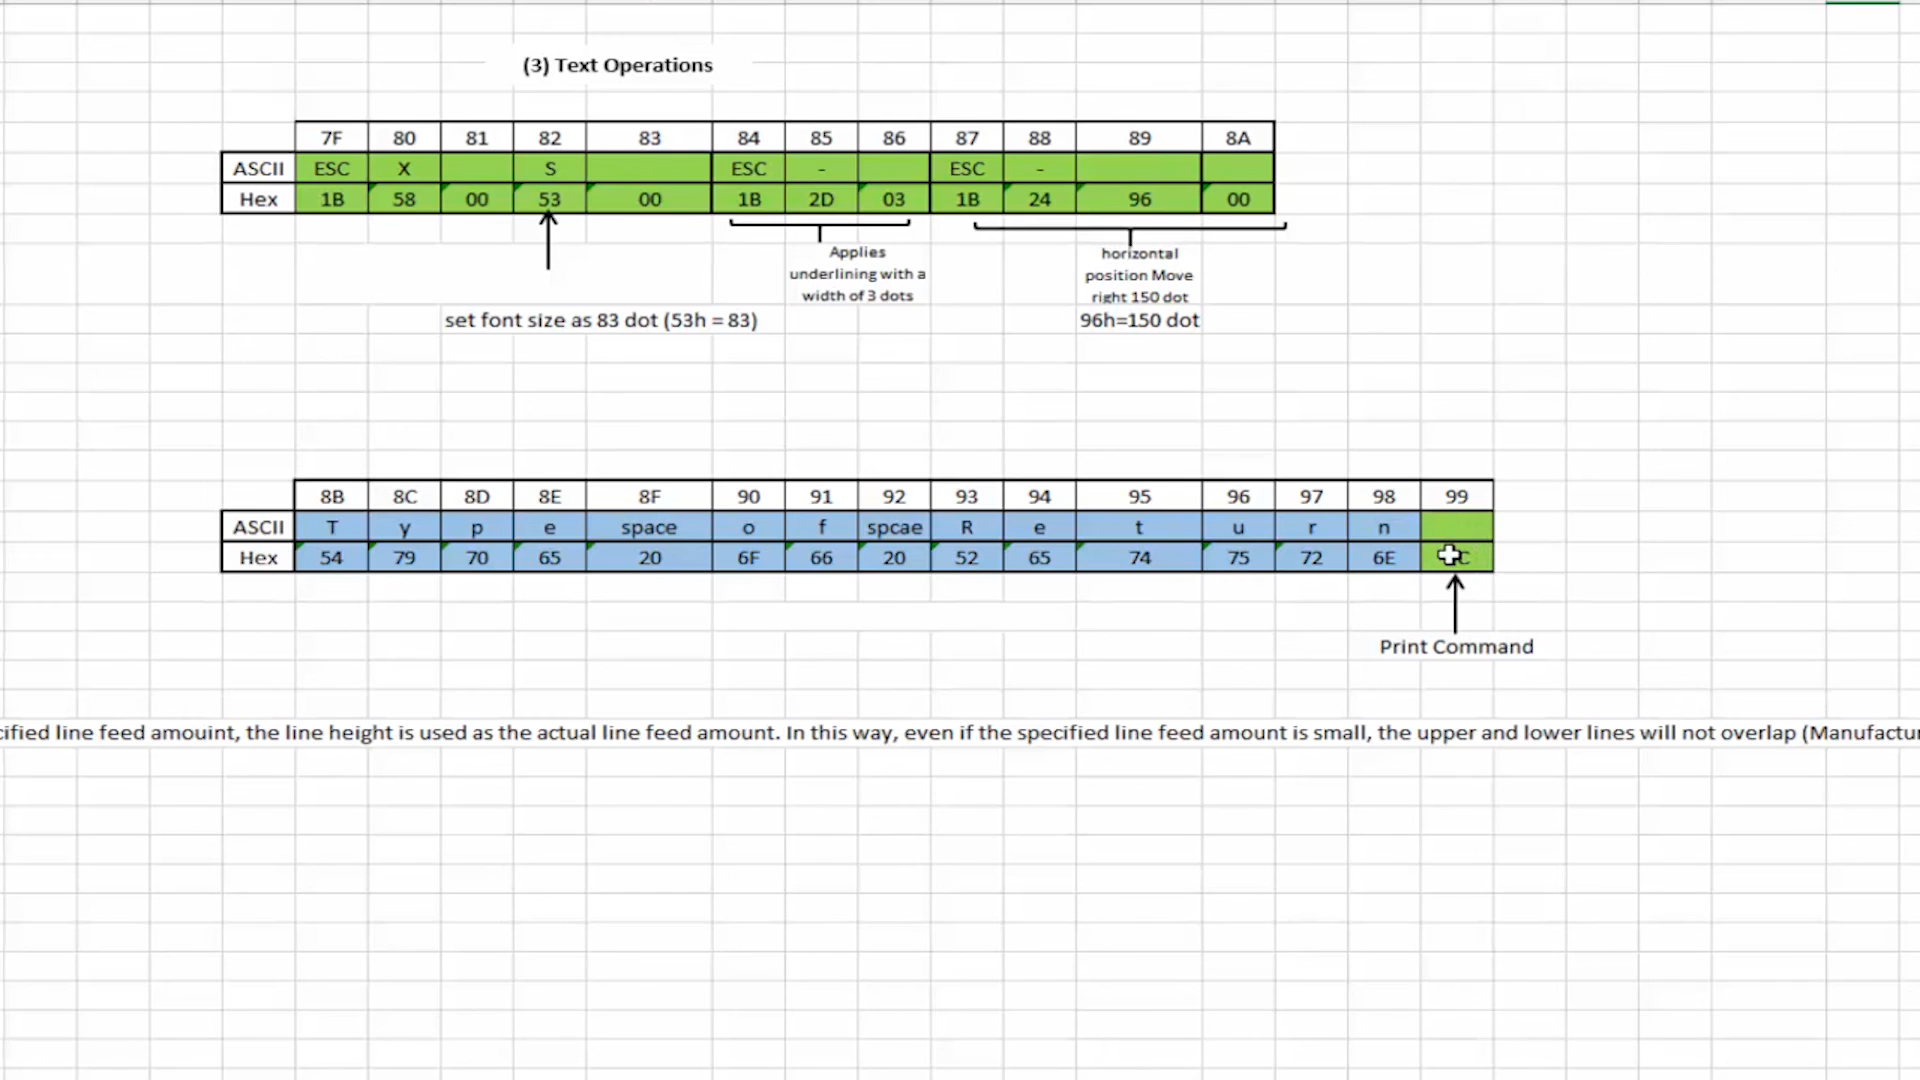 (3) Text Operations
7F 80 81 82 83 84 85 86 87 88 89 8A
ASCII ESC X S ESC - ESC -
Hex 1B 58 00 53 00 1B 2D 03 1B 24 96 00
Applies
underlining with a
width of 3 dots
horizontal
position Move
right 150 dot
set font size as 83 dot (53h = 83)
96h=150 dot
8B 8C 8D 8E 8F 90 91 92 93 94 95 96 97 98 99
ASCII T y p e space o f spcae R e t u r n
Hex 54 79 70 65 20 6F 66 20 52 65 74 75 72 6E
Print Command
line feed amouint, the line height is used as the actual line feed amount. In this way, even if the specified line feed amount is small, the upper and lower lines will not overlap